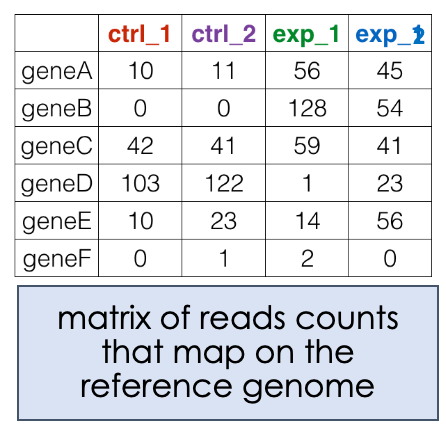 ctrl_1 ctrl_2 exp_1 exp_2
geneA 10 11 56 45
geneB 0 0 128 54
geneC 42 41 59 41
geneD 103 122 1 23
geneE 10 23 14 56
geneF 0 1 2 0
matrix of reads counts
that map on the
reference genome